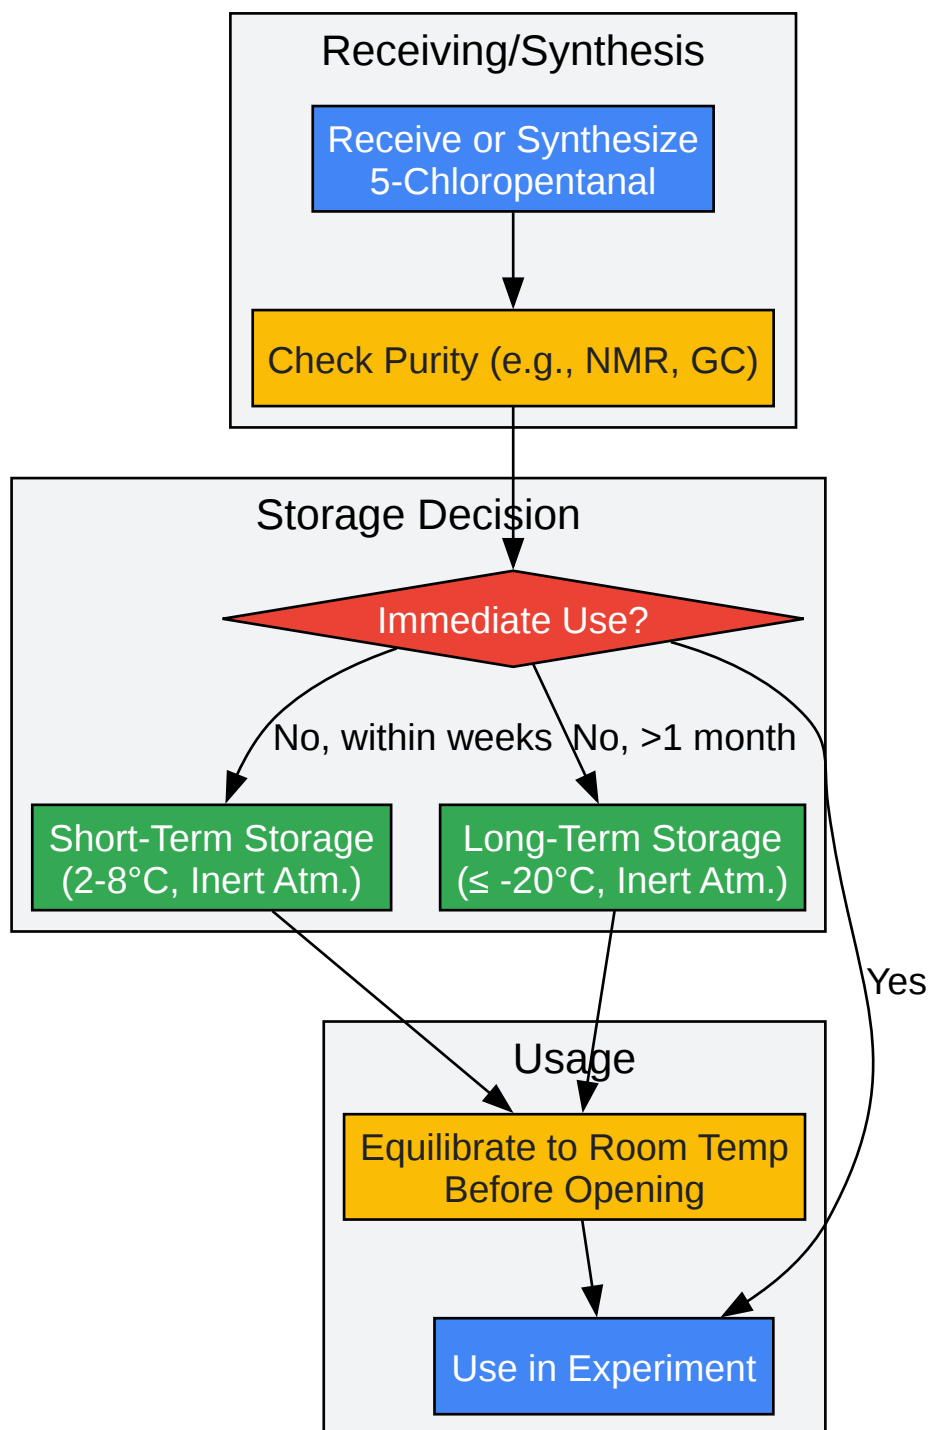 Receiving/Synthesis
Receive or Synthesize
5-Chloropentanal
Check Purity (e.g., NMR, GC)
Storage Decision
Immediate Use?
No, within weeks
No, >1 month
Short-Term Storage
(2-8°C, Inert Atm.)
Long-Term Storage
(≤ -20°C, Inert Atm.)
Yes
Usage
Equilibrate to Room Temp
Before Opening
Use in Experiment